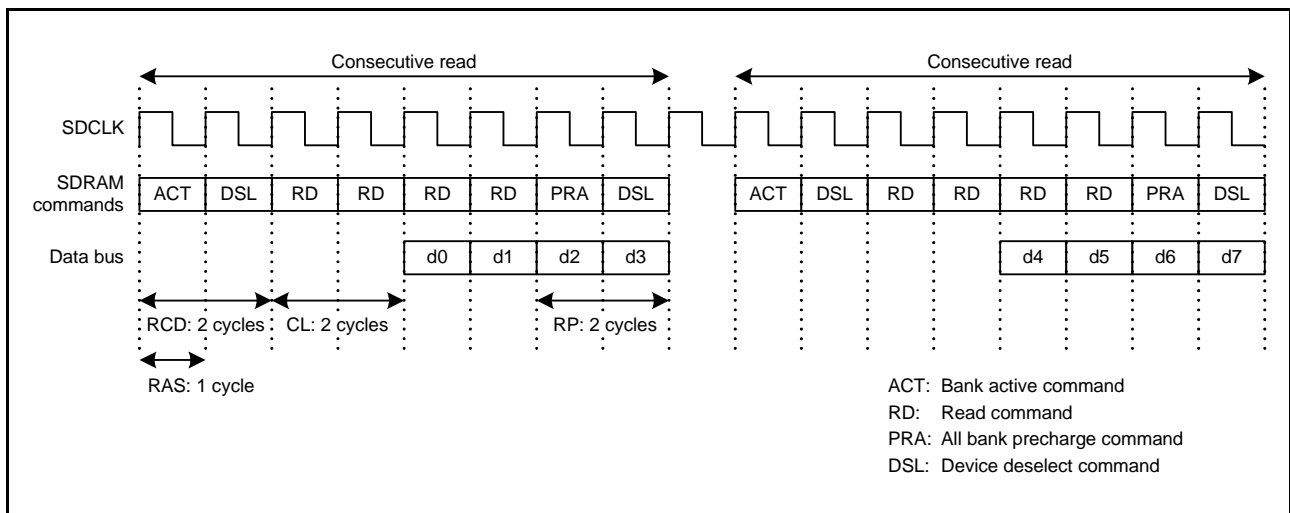 Consecutive read Consecutive read
SDCLK
SDRAM commands ACT DSL RD RD RD RD PRA DSL ACT DSL RD RD RD RD PRA DSL
Data bus d0 d1 d2 d3 d4 d5 d6 d7
RCD: 2 cycles CL: 2 cycles RP: 2 cycles
RAS: 1 cycle
ACT: Bank active command
RD: Read command
PRA: All bank precharge command
DSL: Device deselect command